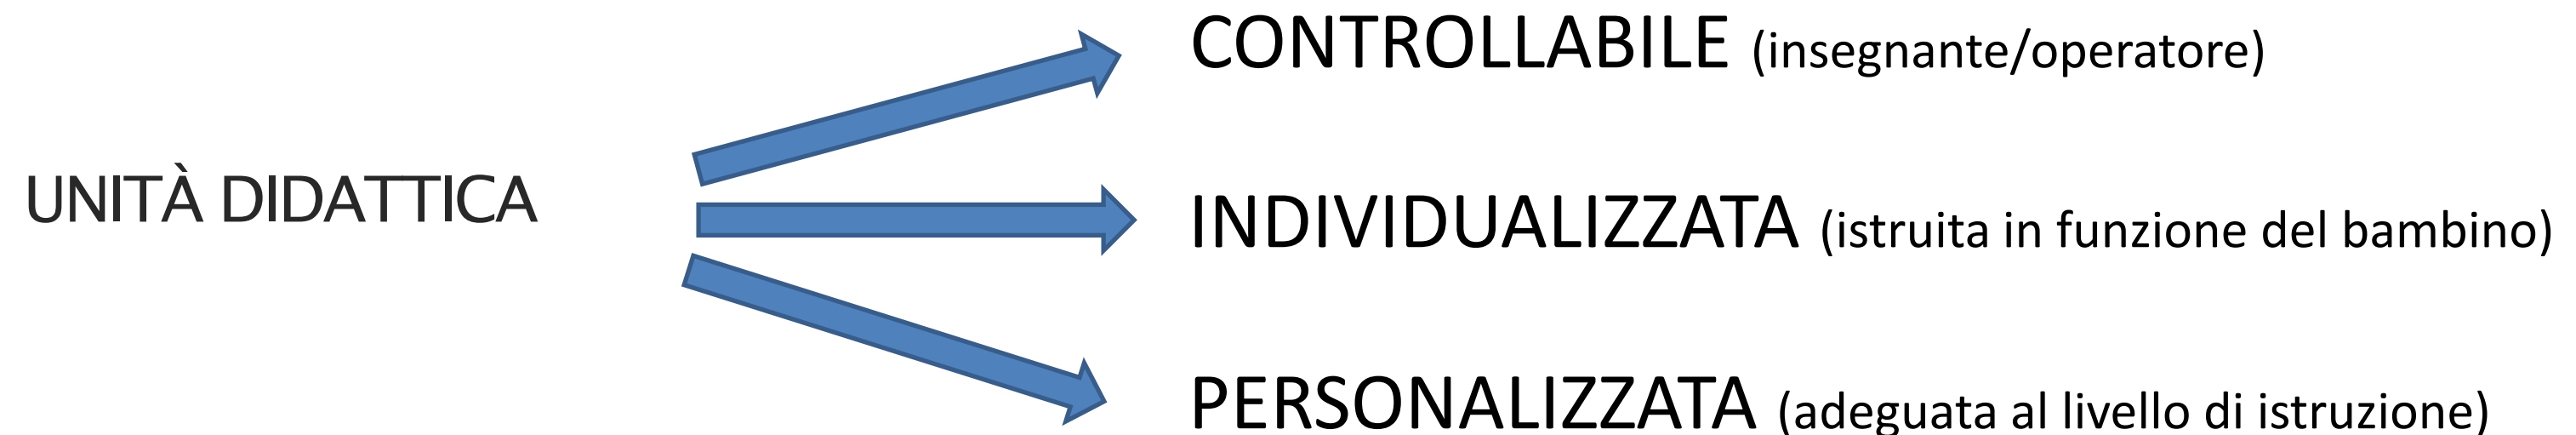 CONTROLLABILE (insegnante/operatore)
UNITÀ DIDATTICA
INDIVIDUALIZZATA (istruita in funzione del bambino)
PERSONALIZZATA (adeguata al livello di istruzione)